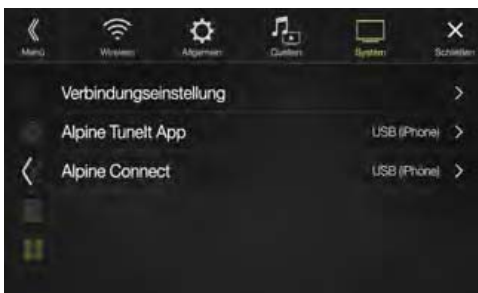 Menü Wireless Allgemein Quellen System Schließen
Verbindungseinstellung
Alpine TuneIt App USB (iPhone)
Alpine Connect USB (iPhone)